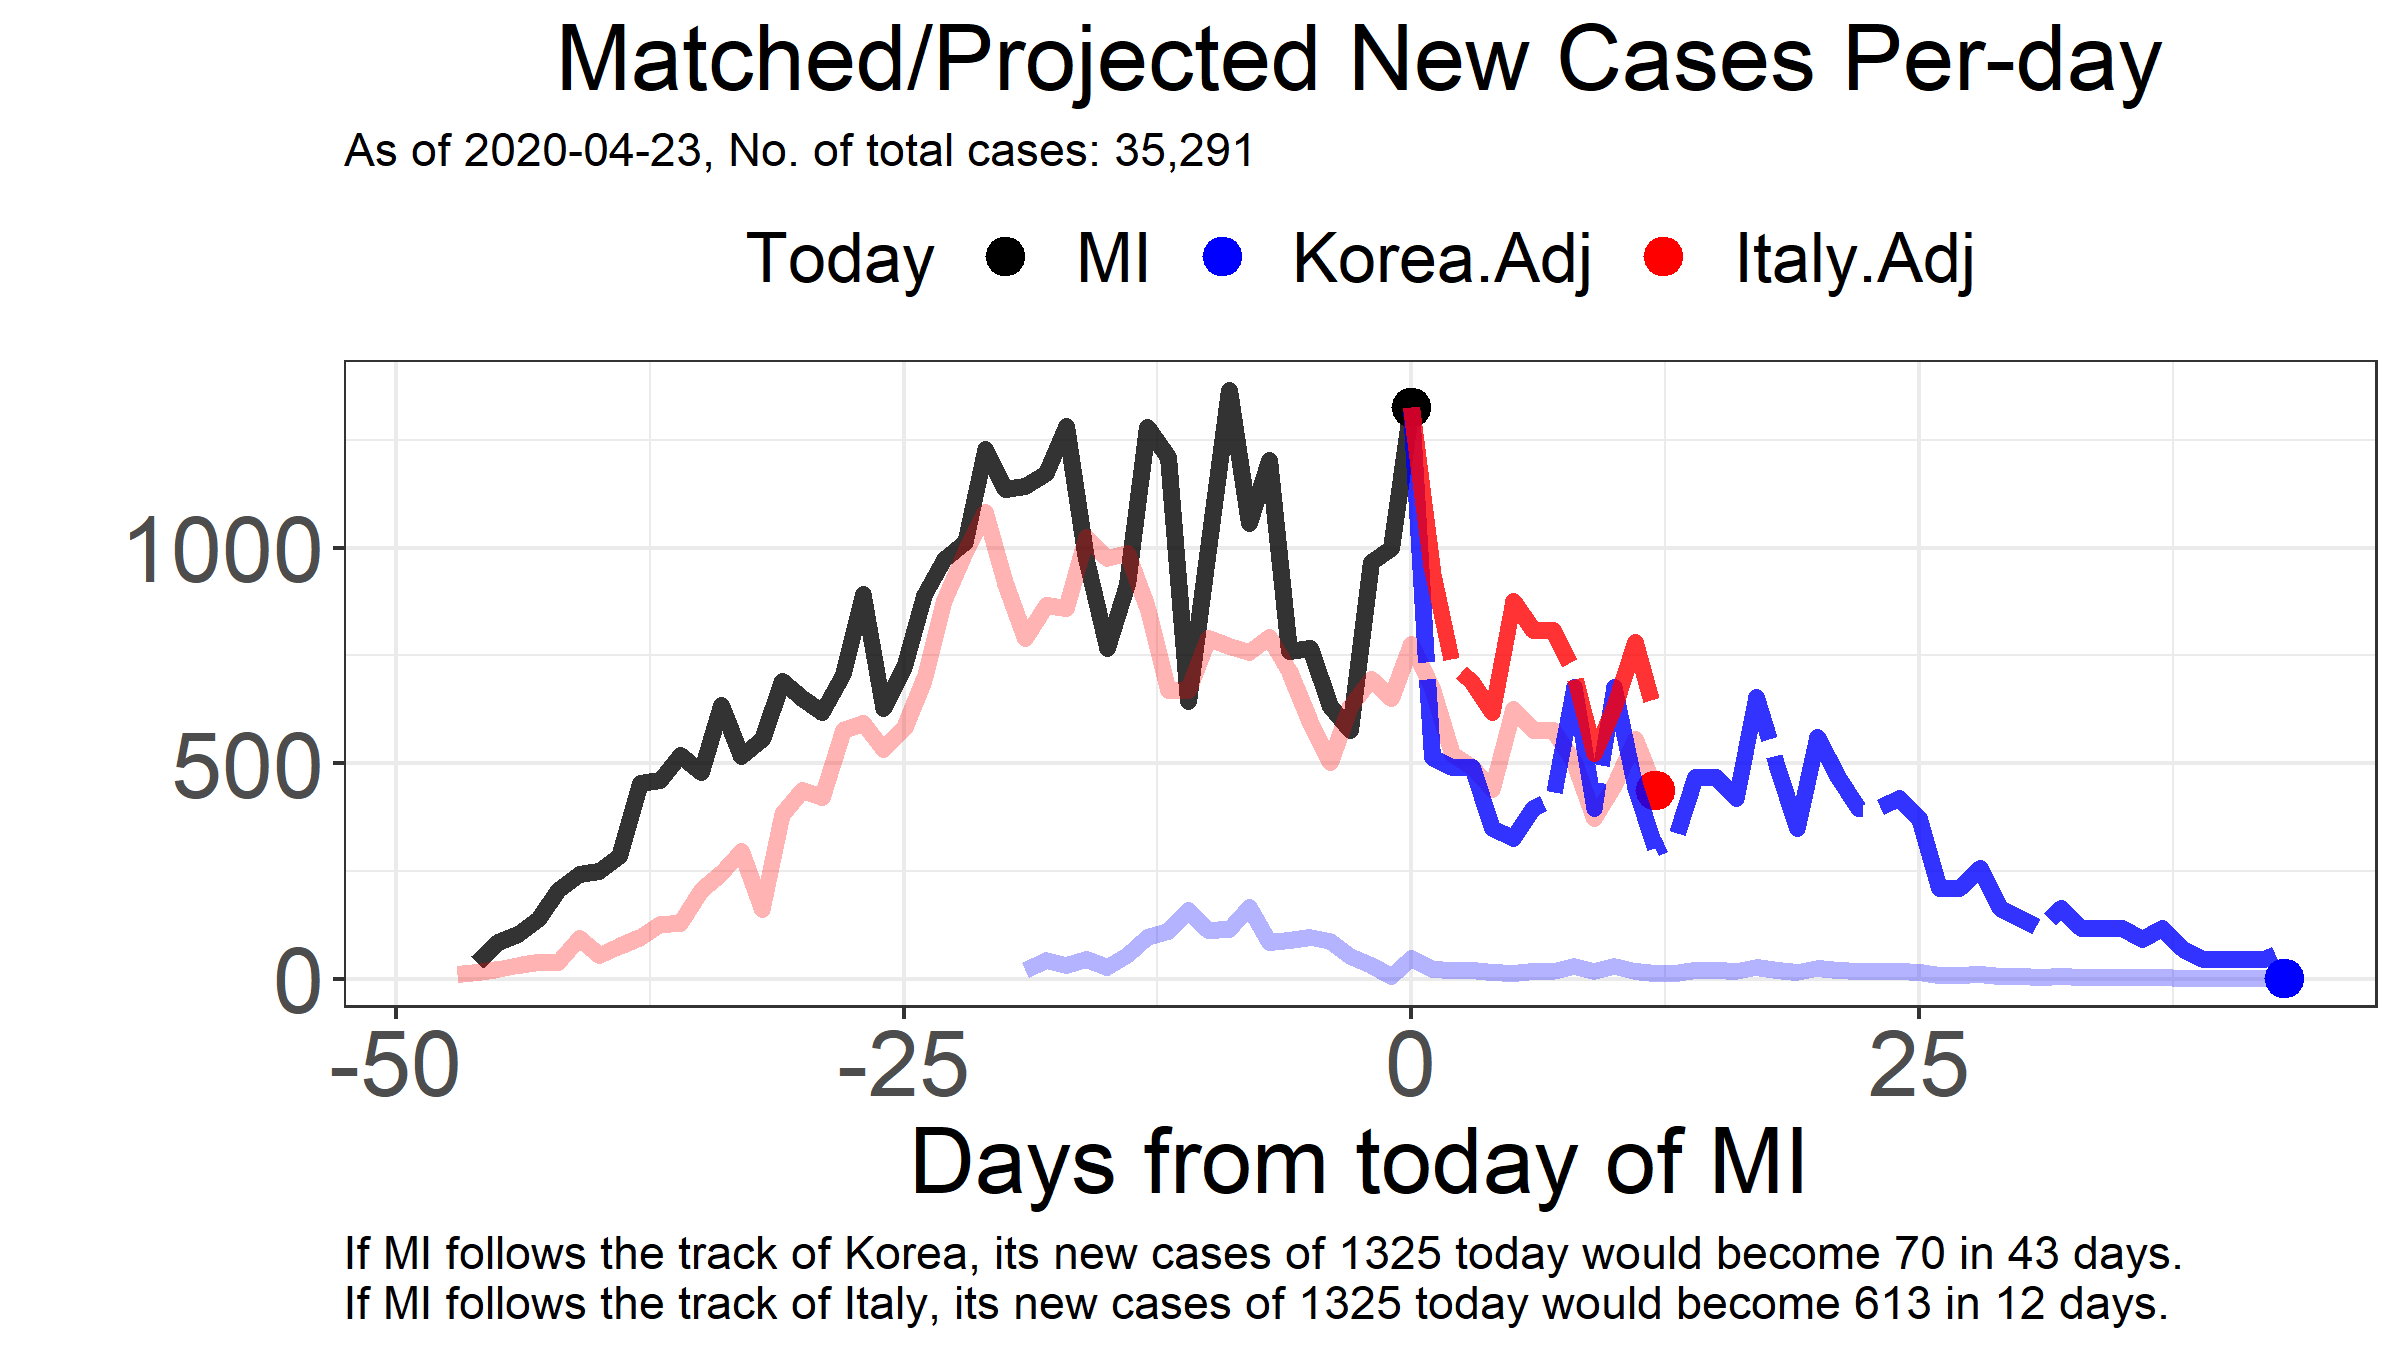 Matched/Projected New Cases Per-day
As of 2020-04-23, No. of total cases: 35,291
Today MI Korea.Adj Italy.Adj
1000
500
0
-50 -25 0 25
Days from today of MI
If MI follows the track of Korea, its new cases of 1325 today would become 70 in 43 days.
If MI follows the track of Italy, its new cases of 1325 today would become 613 in 12 days.